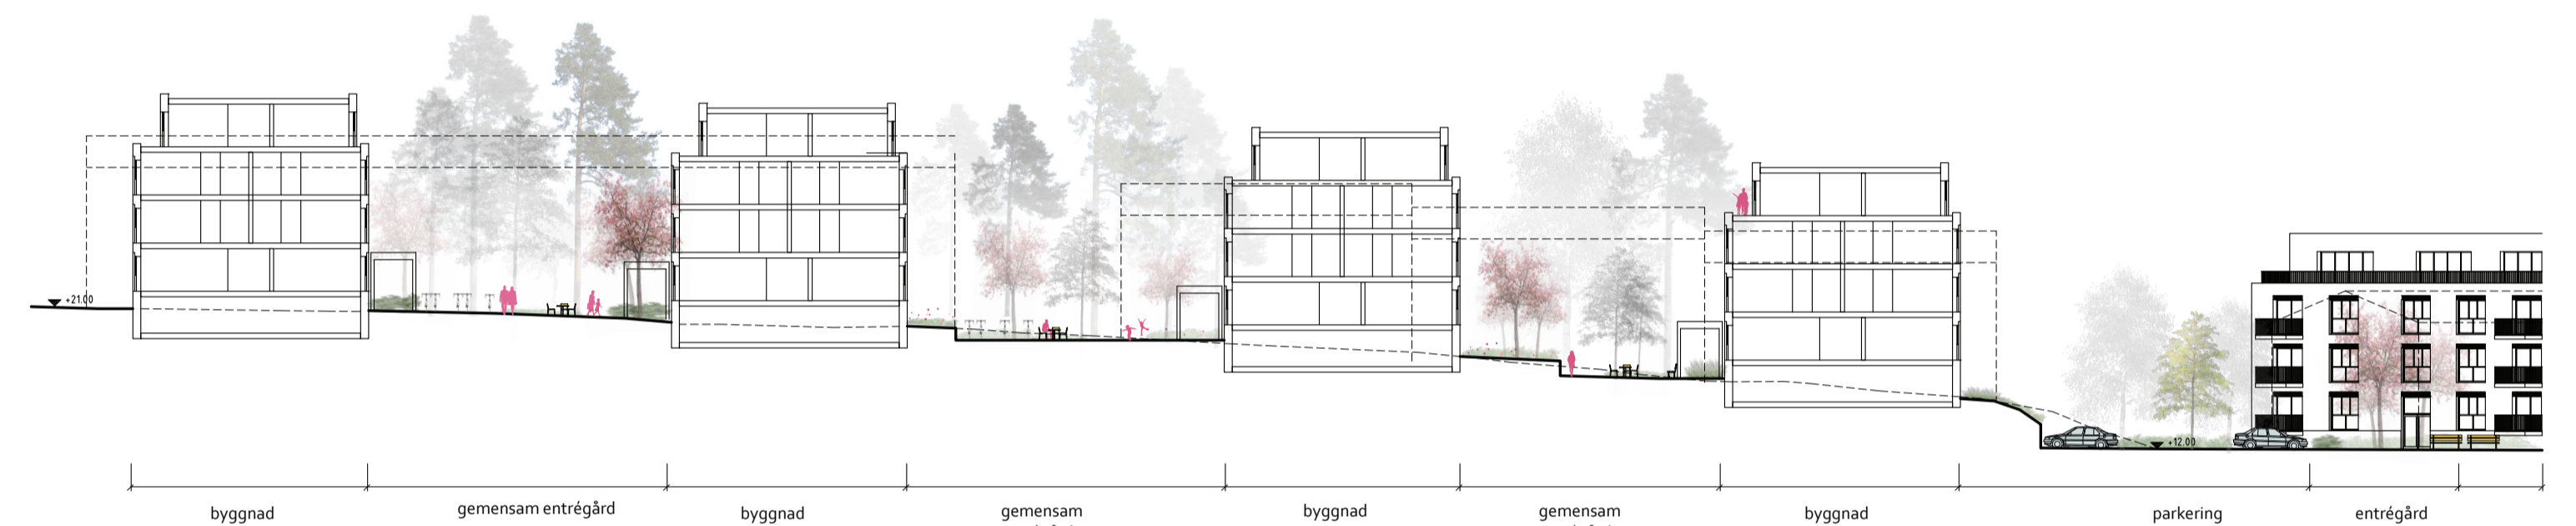 +21.00
+12.00
byggnad
gemensam entrégård
byggnad
gemensam
byggnad
gemensam
byggnad
parkering
entrégård